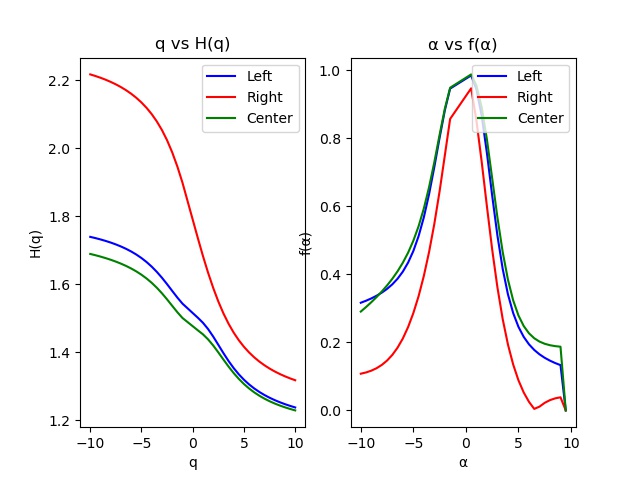 q vs H(q)
H(q)
2.2
2.0
1.8
1.6
1.4
1.2
−10
−5
0
5
10
q
Left
Right
Center
α vs f(α)
f(α)
1.0
0.8
0.6
0.4
0.2
0.0
−10
−5
0
5
10
α
Left
Right
Center